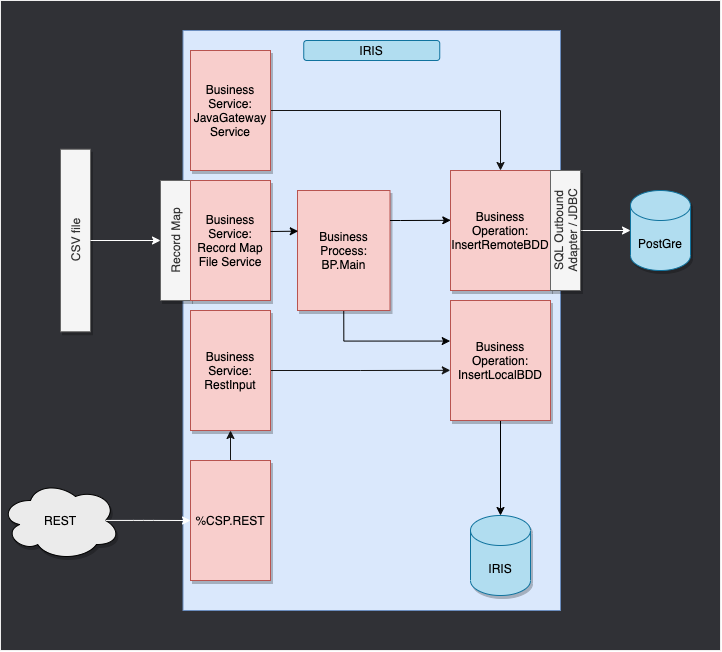 IRIS
Business
Service:
JavaGateway
Service
CSV file
Record Map
Business
Service:
Record Map
File Service
Business
Process:
BP.Main
Business
Operation:
InsertRemoteBDD
SQL Outbound
Adapter / JDBC
PostGre
Business
Service:
RestInput
Business
Operation:
InsertLocalBDD
REST
%CSP.REST
IRIS